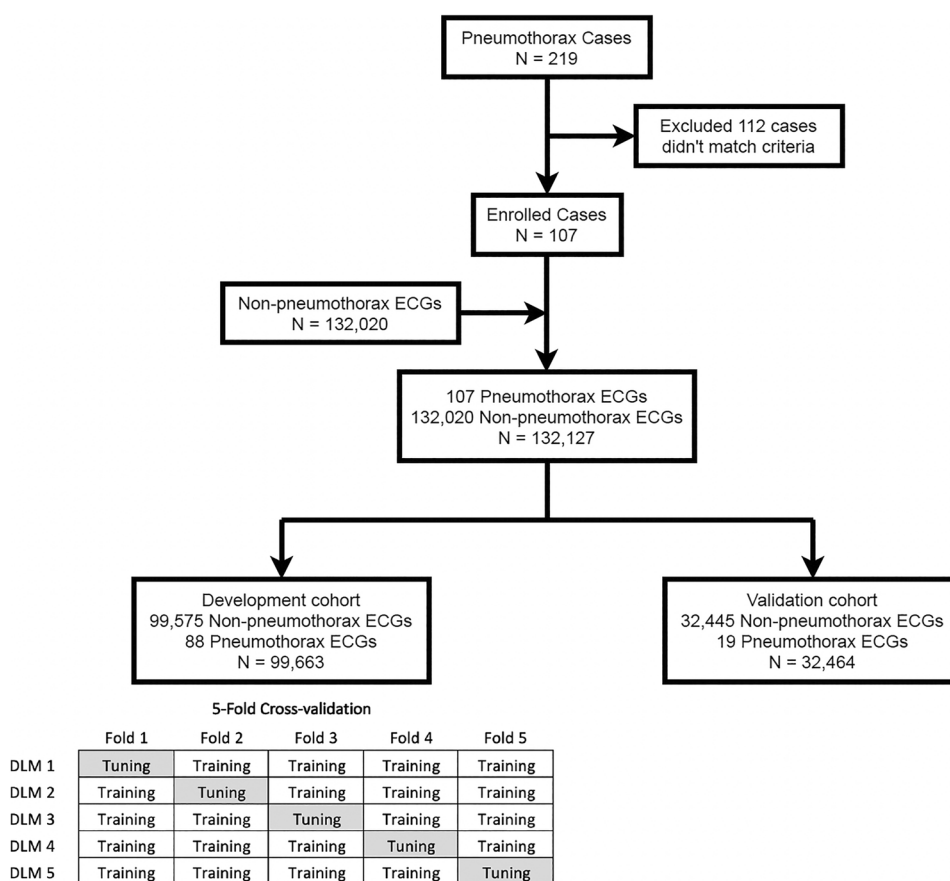 Pneumothorax Cases
N = 219
Excluded 112 cases
didn't match criteria
Enrolled Cases
N = 107
Non-pneumothorax ECGs
N = 132,020
107 Pneumothorax ECGs
132,020 Non-pneumothorax ECGs
N = 132,127
Development cohort
99,575 Non-pneumothorax ECGs
88 Pneumothorax ECGs
N = 99,663
Validation cohort
32,445 Non-pneumothorax ECGs
19 Pneumothorax ECGs
N = 32,464
5-Fold Cross-validation
Fold 1 Fold 2 Fold 3 Fold 4 Fold 5
DLM 1 Tuning Training Training Training Training
DLM 2 Training Tuning Training Training Training
DLM 3 Training Training Tuning Training Training
DLM 4 Training Training Training Tuning Training
DLM 5 Training Training Training Training Tuning